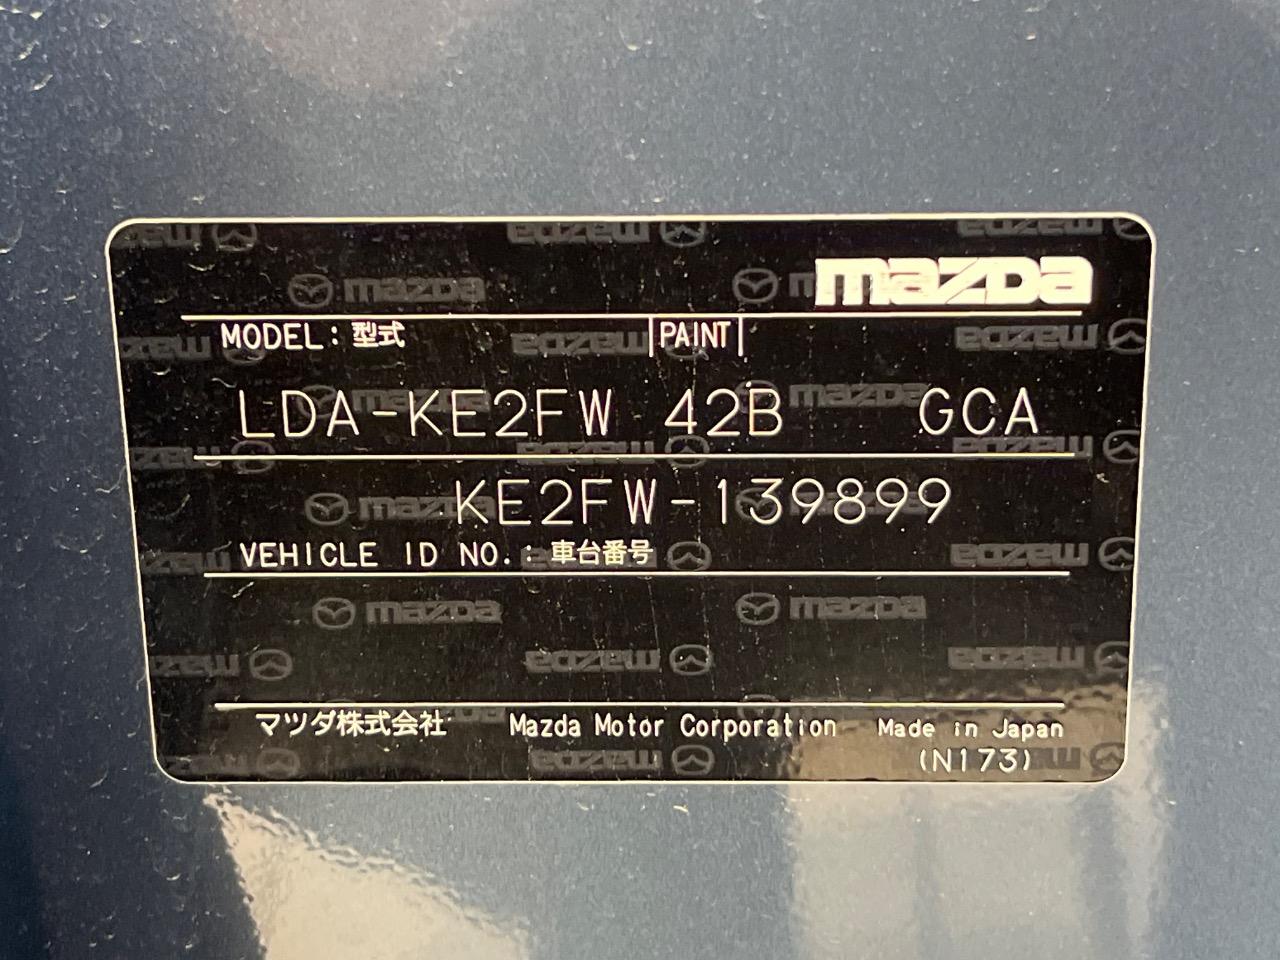 mazda
MODEL: 型式 PAINT
LDA-KE2FW 42B GCA
KE2FW-139899
VEHICLE ID NO.: 車台番号
マツダ株式会社 Mazda Motor Corporation Made in Japan
(N173)